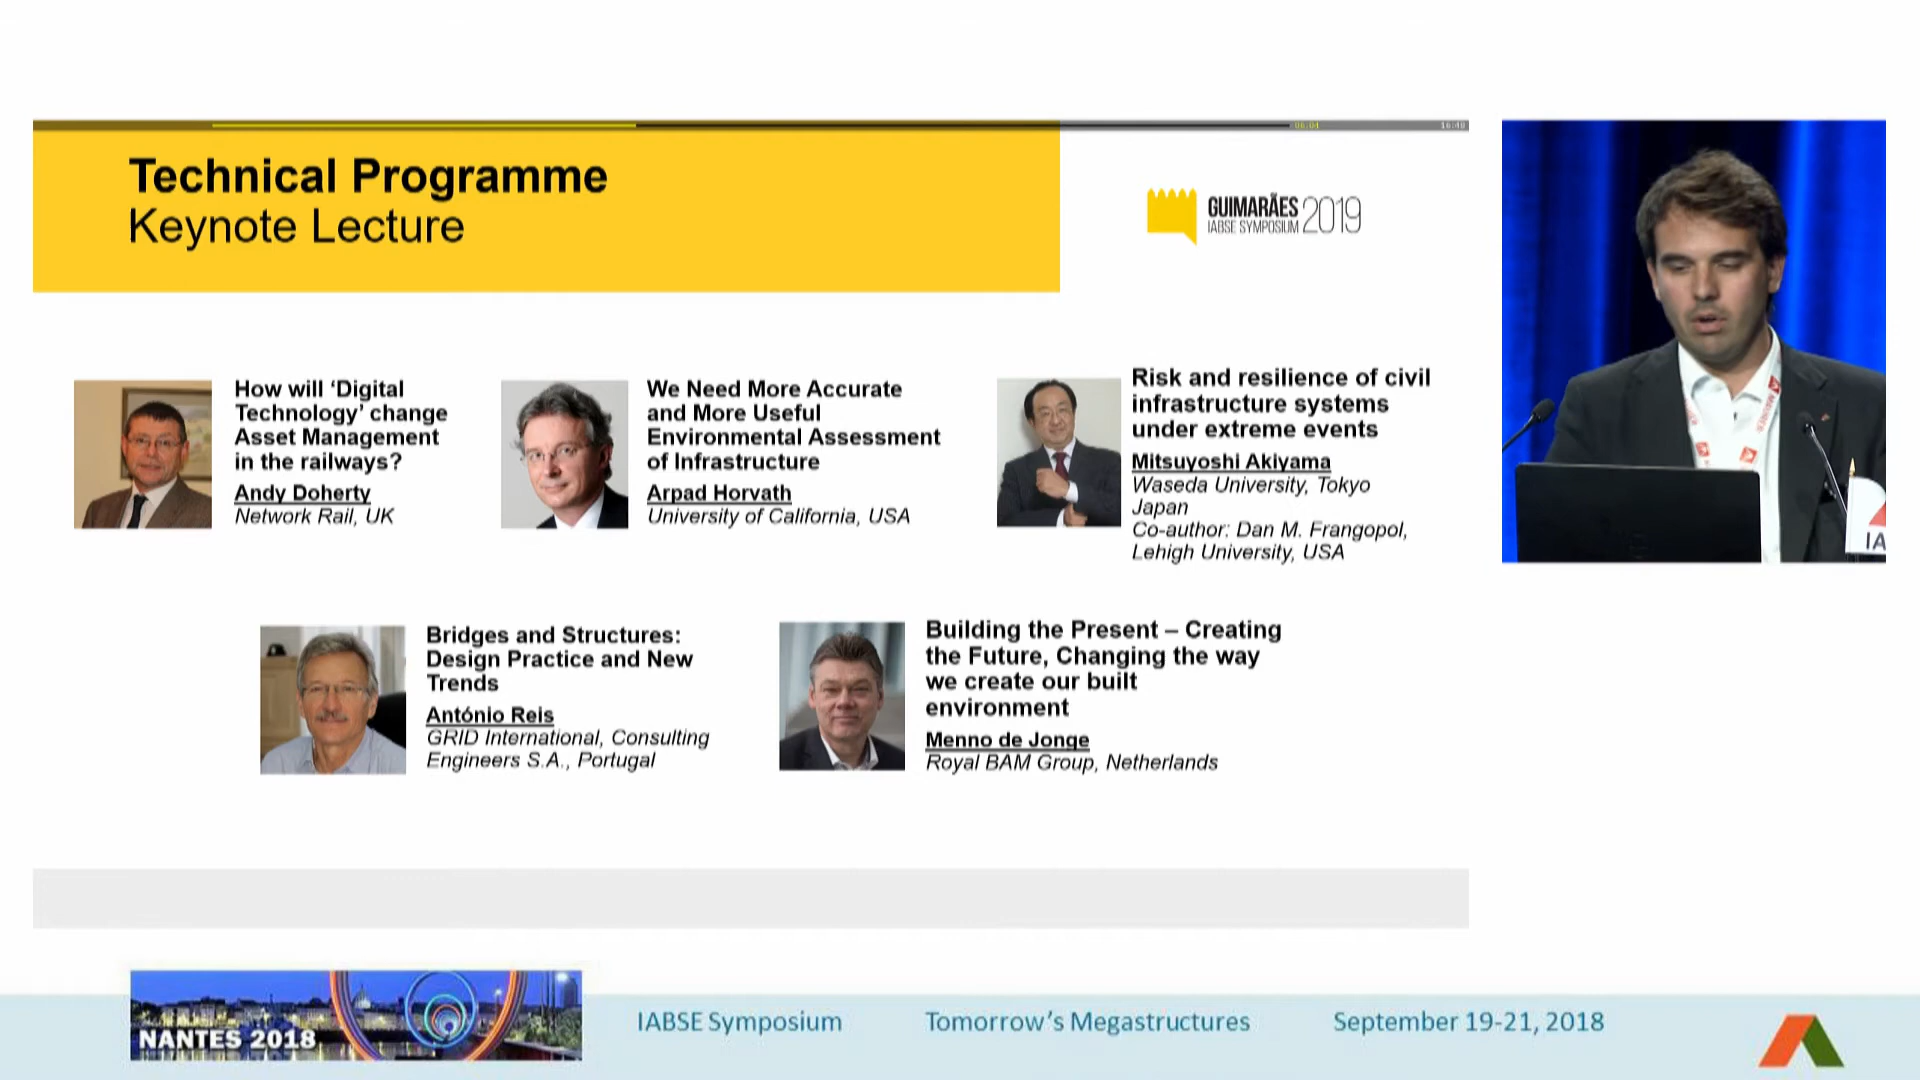 06:04
16:48
Technical Programme
Keynote Lecture
GUIMARÃES 2019
IABSE SYMPOSIUM
How will ‘Digital
Technology’ change
Asset Management
in the railways?
Andy Doherty
Network Rail, UK
We Need More Accurate
and More Useful
Environmental Assessment
of Infrastructure
Arpad Horvath
University of California, USA
Risk and resilience of civil
infrastructure systems
under extreme events
Mitsuyoshi Akiyama
Waseda University, Tokyo
Japan
Co-author: Dan M. Frangopol,
Lehigh University, USA
Bridges and Structures:
Design Practice and New
Trends
António Reis
GRID International, Consulting
Engineers S.A., Portugal
Building the Present – Creating
the Future, Changing the way
we create our built
environment
Menno de Jonge
Royal BAM Group, Netherlands
IA
NANTES 2018
IABSE Symposium
Tomorrow’s Megastructures
September 19-21, 2018